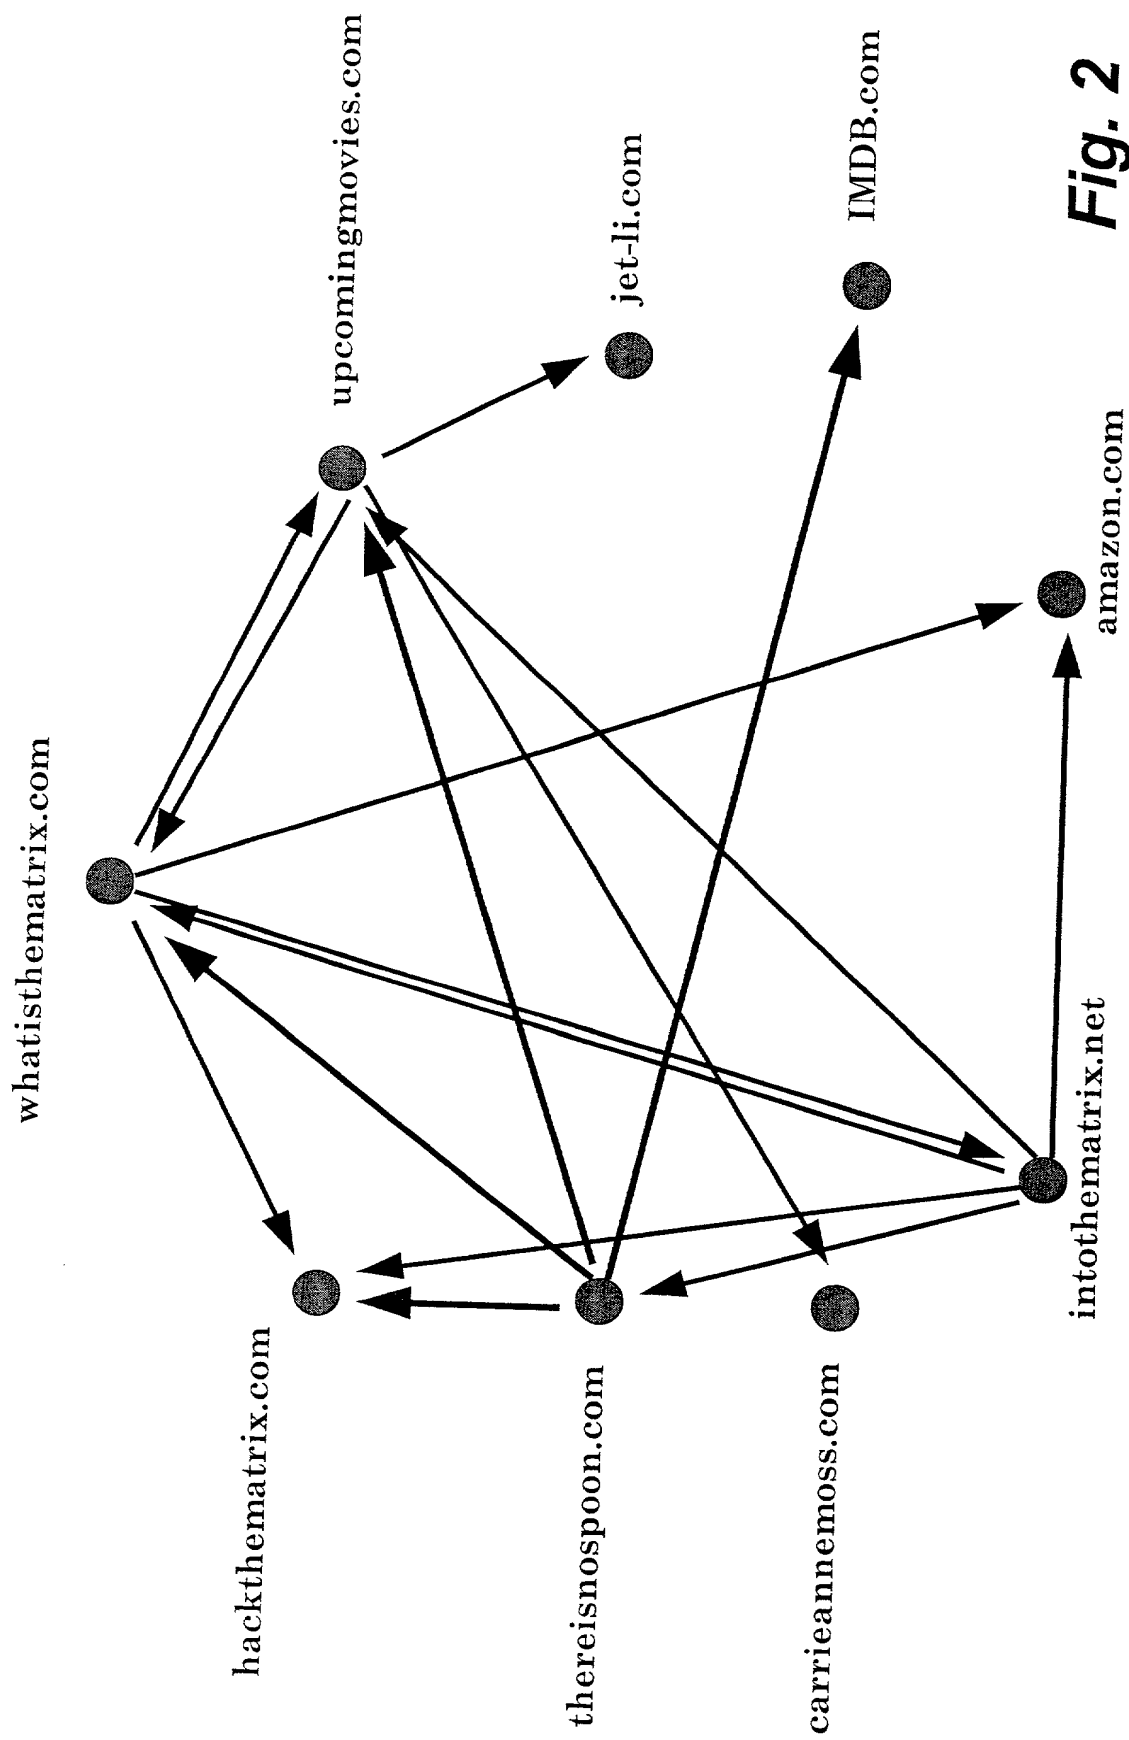 whatisthematrix.com
hackthematrix.com
upcomingmovies.com
thereisnospoon.com
jet-li.com
carrieannemoss.com
IMDB.com
intothematrix.net
amazon.com
Fig. 2